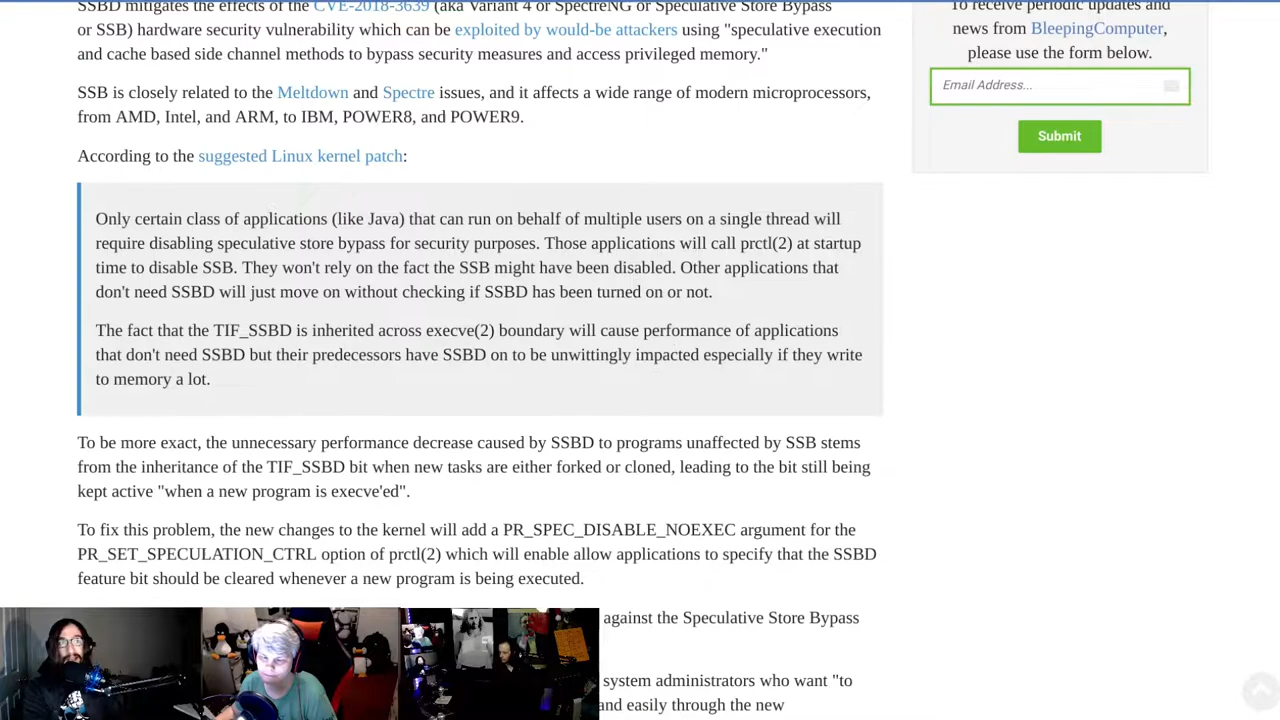 SSBD mitigates the effects of the CVE-2018-3639 (aka Variant 4 or SpectreNG or Speculative Store Bypass
or SSB) hardware security vulnerability which can be exploited by would-be attackers using "speculative execution
and cache based side channel methods to bypass security measures and access privileged memory."
SSB is closely related to the Meltdown and Spectre issues, and it affects a wide range of modern microprocessors,
from AMD, Intel, and ARM, to IBM, POWER8, and POWER9.
According to the suggested Linux kernel patch:
Only certain class of applications (like Java) that can run on behalf of multiple users on a single thread will
require disabling speculative store bypass for security purposes. Those applications will call prctl(2) at startup
time to disable SSB. They won't rely on the fact the SSB might have been disabled. Other applications that
don't need SSBD will just move on without checking if SSBD has been turned on or not.
The fact that the TIF_SSBD is inherited across execve(2) boundary will cause performance of applications
that don't need SSBD but their predecessors have SSBD on to be unwittingly impacted especially if they write
to memory a lot.
To be more exact, the unnecessary performance decrease caused by SSBD to programs unaffected by SSB stems
from the inheritance of the TIF_SSBD bit when new tasks are either forked or cloned, leading to the bit still being
kept active "when a new program is execve'ed".
To fix this problem, the new changes to the kernel will add a PR_SPEC_DISABLE_NOEXEC argument for the
PR_SET_SPECULATION_CTRL option of prctl(2) which will enable allow applications to specify that the SSBD
feature bit should be cleared whenever a new program is being executed.
against the Speculative Store Bypass
system administrators who want "to
and easily through the new
To receive periodic updates and
news from BleepingComputer,
please use the form below.
Email Address...
Submit